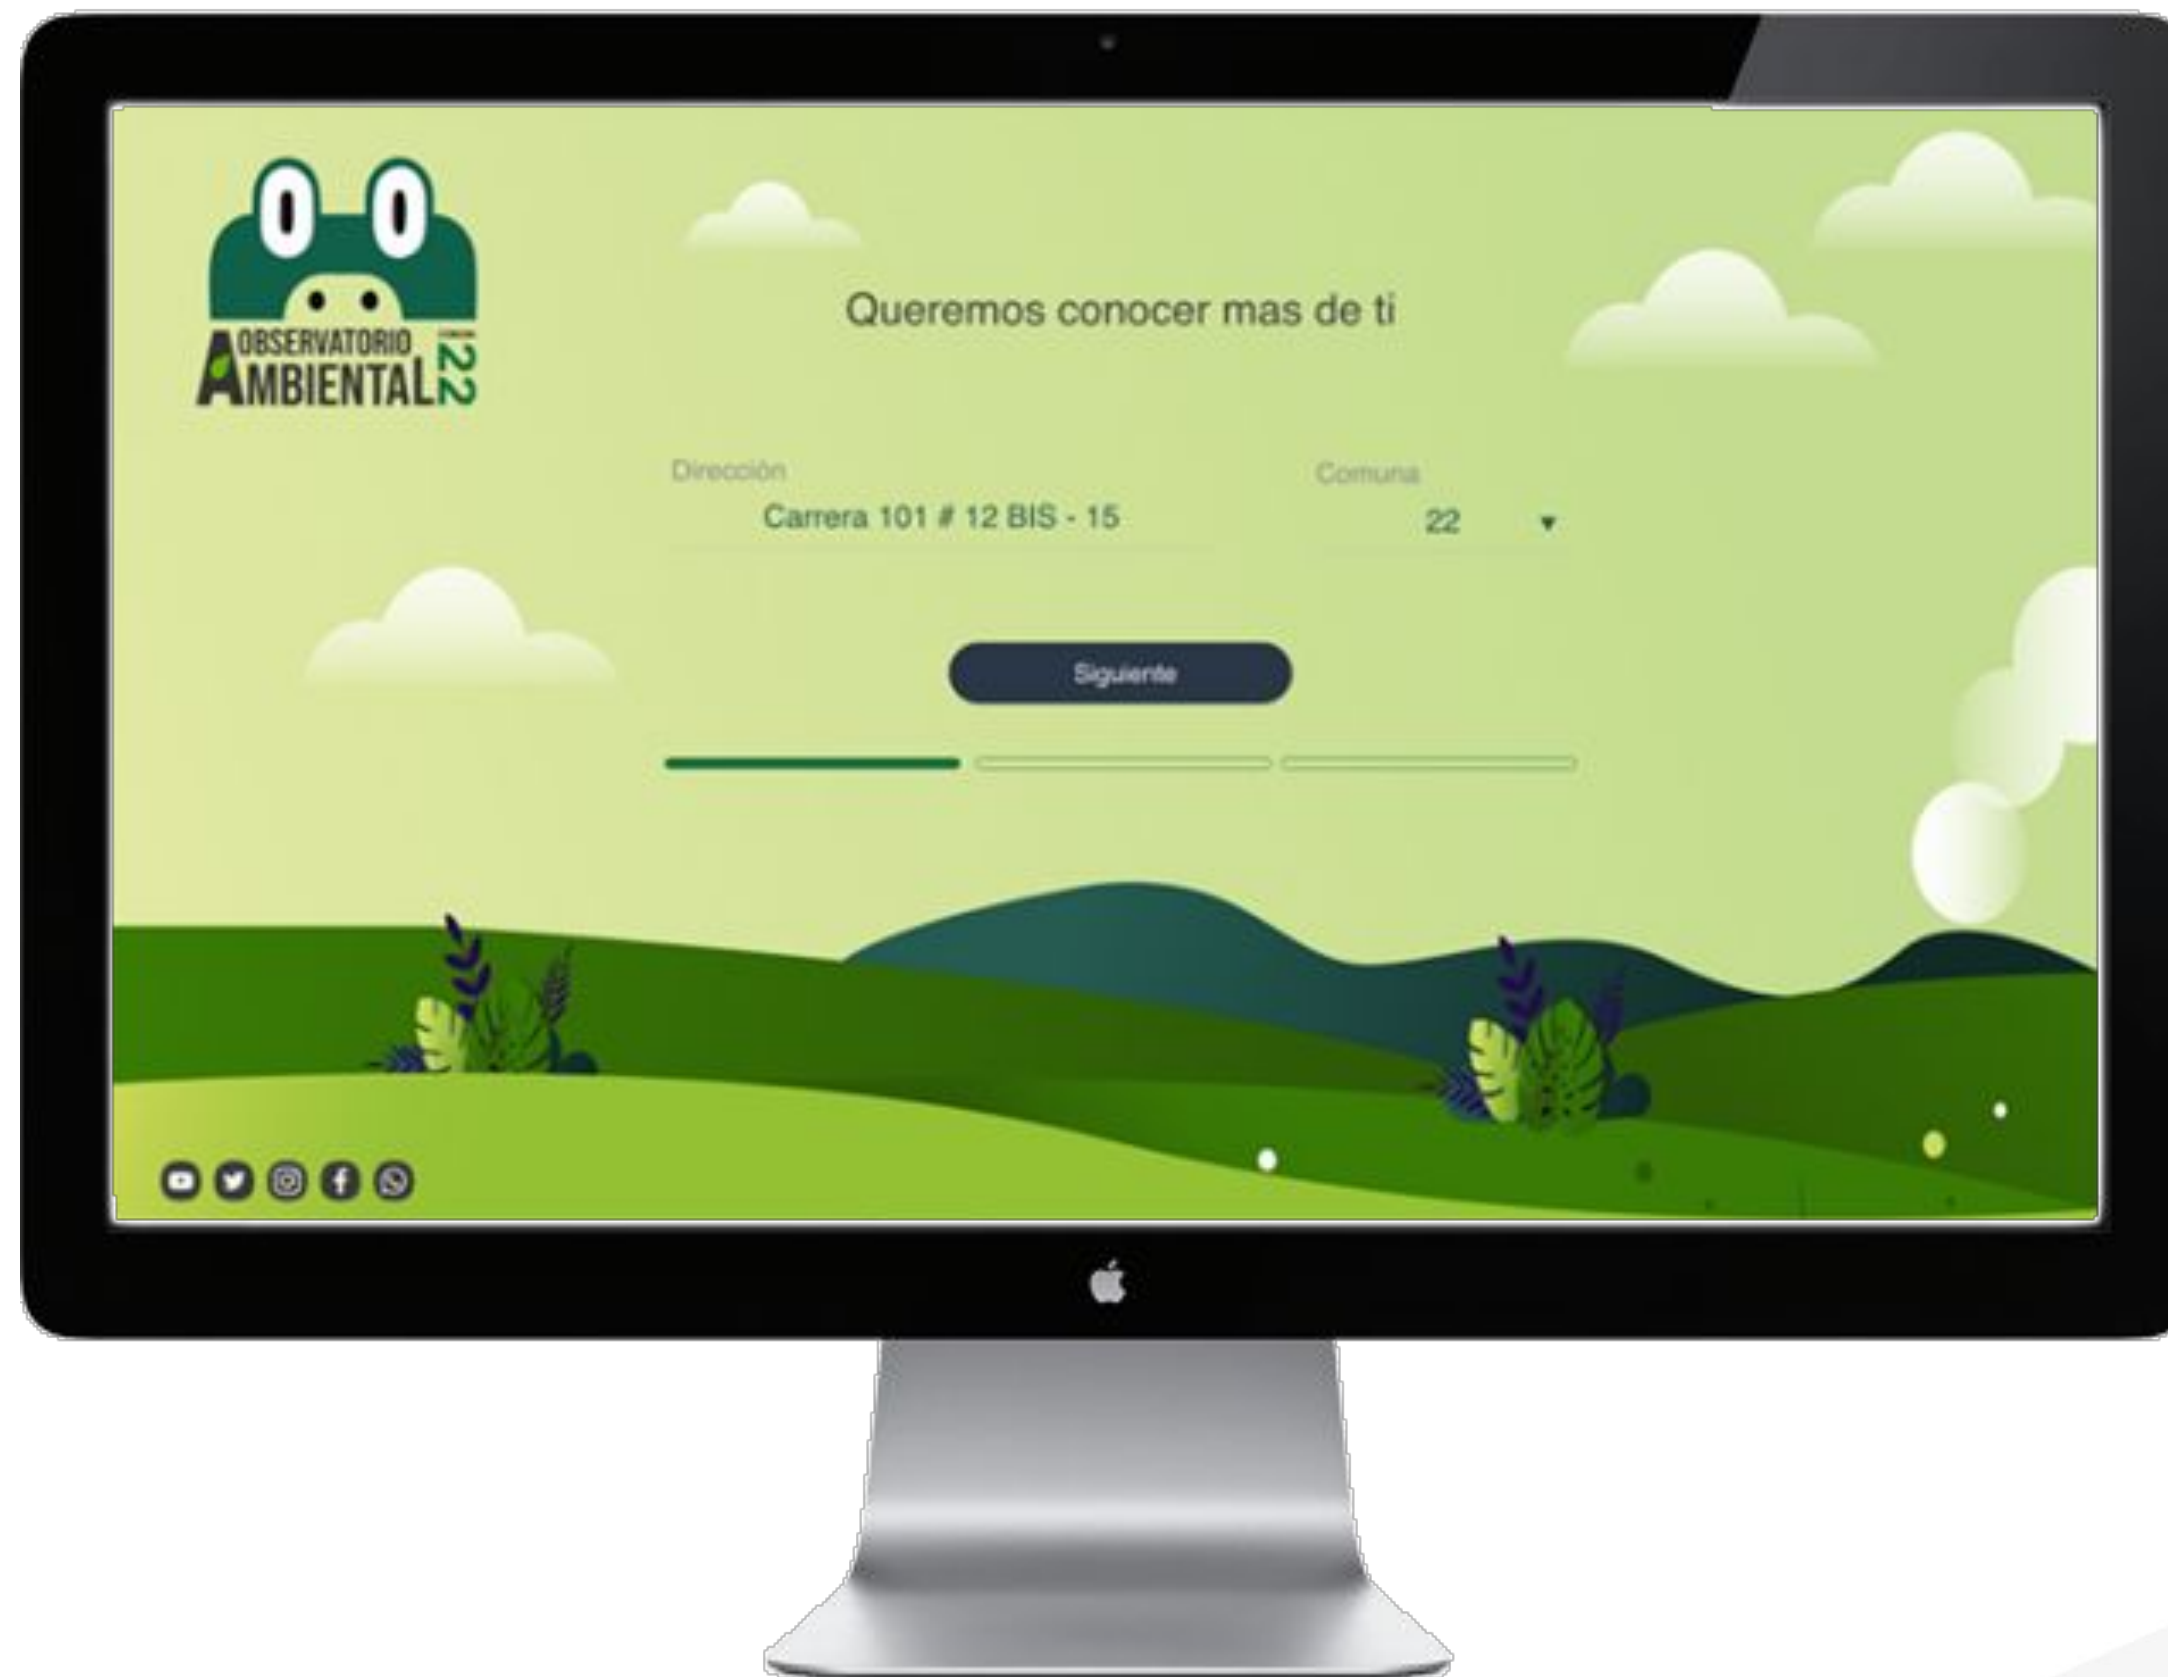 OBSERVATORIO
AMBIENTAL
22
Queremos conocer mas de ti
Dirección
Comuna
Carrera 101 # 12 BIS - 15
22
Siguiente